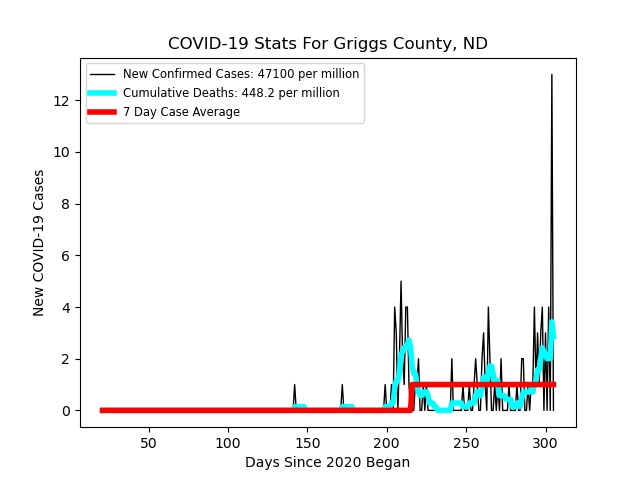 COVID-19 Stats For Griggs County, ND
New Confirmed Cases: 47100 per million
Cumulative Deaths: 448.2 per million
7 Day Case Average
New COVID-19 Cases
12
10
8
6
4
2
0
50 100 150 200 250 300
Days Since 2020 Began